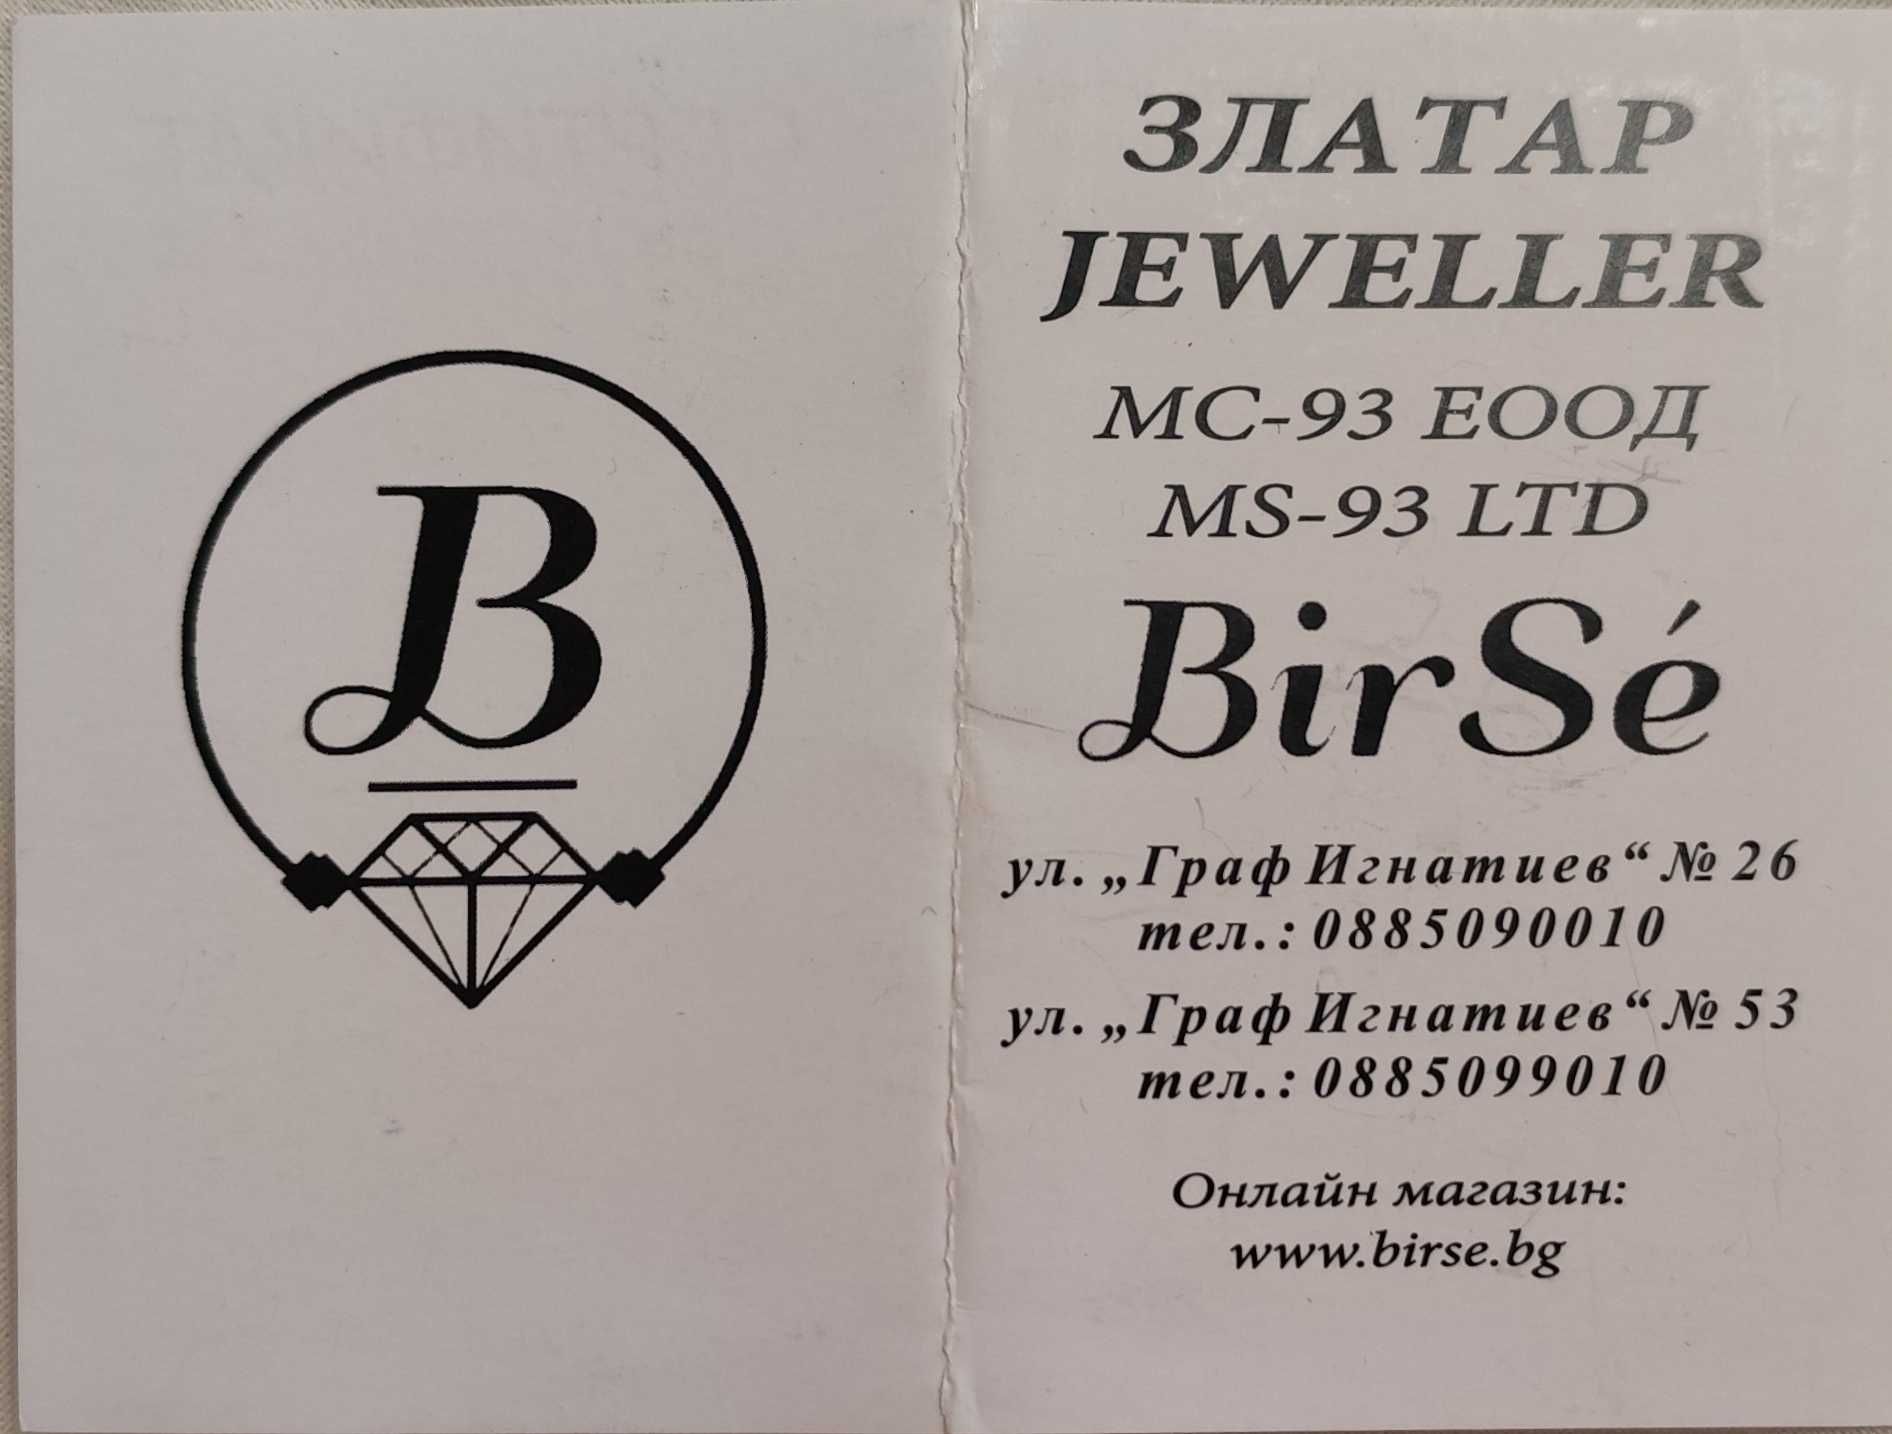 B
ЗЛАТАР
JEWELLER
МС-93 ЕООД
MS-93 LTD
BirSé
ул. „Граф Игнатиев“ № 26
тел.: 0885090010
ул. „Граф Игнатиев“ № 53
тел.: 0885099010
Онлайн магазин:
www.birse.bg